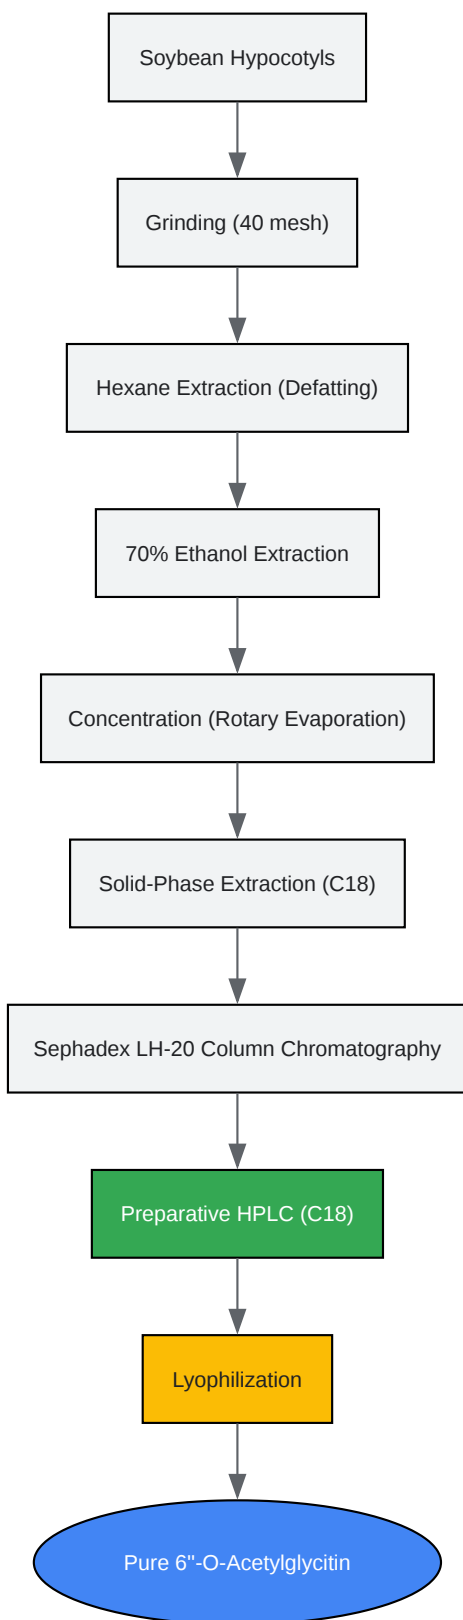 Soybean Hypocotyls
Grinding (40 mesh)
Hexane Extraction (Defatting)
70% Ethanol Extraction
Concentration (Rotary Evaporation)
Solid-Phase Extraction (C18)
Sephadex LH-20 Column Chromatography
Preparative HPLC (C18)
Lyophilization
Pure 6"-O-Acetylglycitin